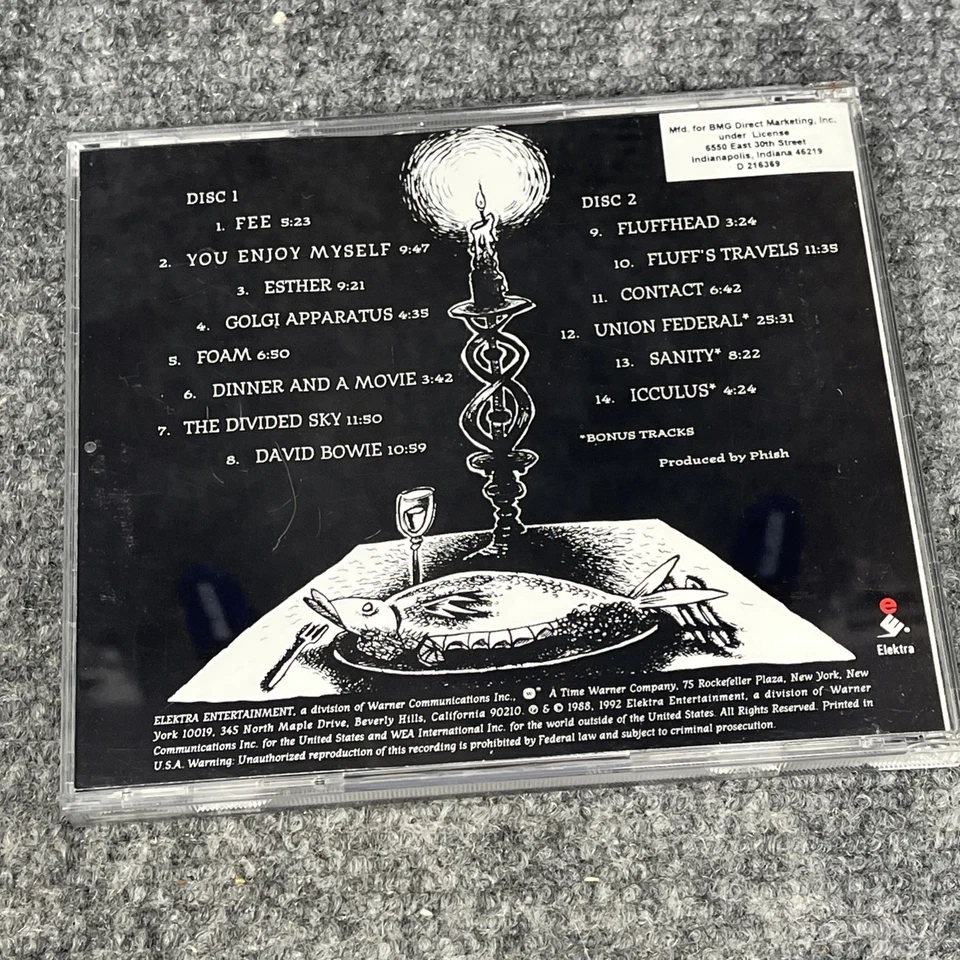 Mfd. for BMG Direct Marketing, Inc.
under License
6550 East 30th Street
Indianapolis, Indiana 46219
D 216369
DISC 1
1. FEE 5:23
2. YOU ENJOY MYSELF 9:47
3. ESTHER 9:21
4. GOLGI APPARATUS 4:35
5. FOAM 6:50
6. DINNER AND A MOVIE 3:42
7. THE DIVIDED SKY 11:50
8. DAVID BOWIE 10:59
DISC 2
9. FLUFFHEAD 3:24
10. FLUFF'S TRAVELS 11:35
11. CONTACT 6:42
12. UNION FEDERAL* 25:31
13. SANITY* 8:22
14. ICCULUS* 4:24
*BONUS TRACKS
Produced by Phish
Elektra
ELEKTRA ENTERTAINMENT, a division of Warner Communications Inc., ® A Time Warner Company, 75 Rockefeller Plaza, New York, New
York 10019, 345 North Maple Drive, Beverly Hills, California 90210. ℗ & © 1988, 1992 Elektra Entertainment, a division of Warner
Communications Inc. for the United States and WEA International Inc. for the world outside of the United States. All Rights Reserved. Printed in
U.S.A. Warning: Unauthorized reproduction of this recording is prohibited by Federal law and subject to criminal prosecution.